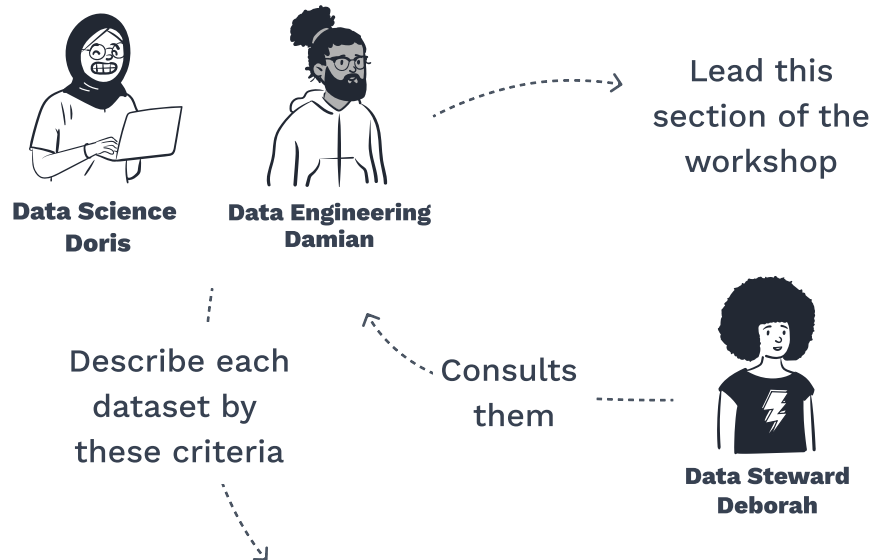 Lead this
section of the
workshop
Data Science
Doris
Data Engineering
Damian
Describe each
dataset by
these criteria
Consults
them
Data Steward
Deborah